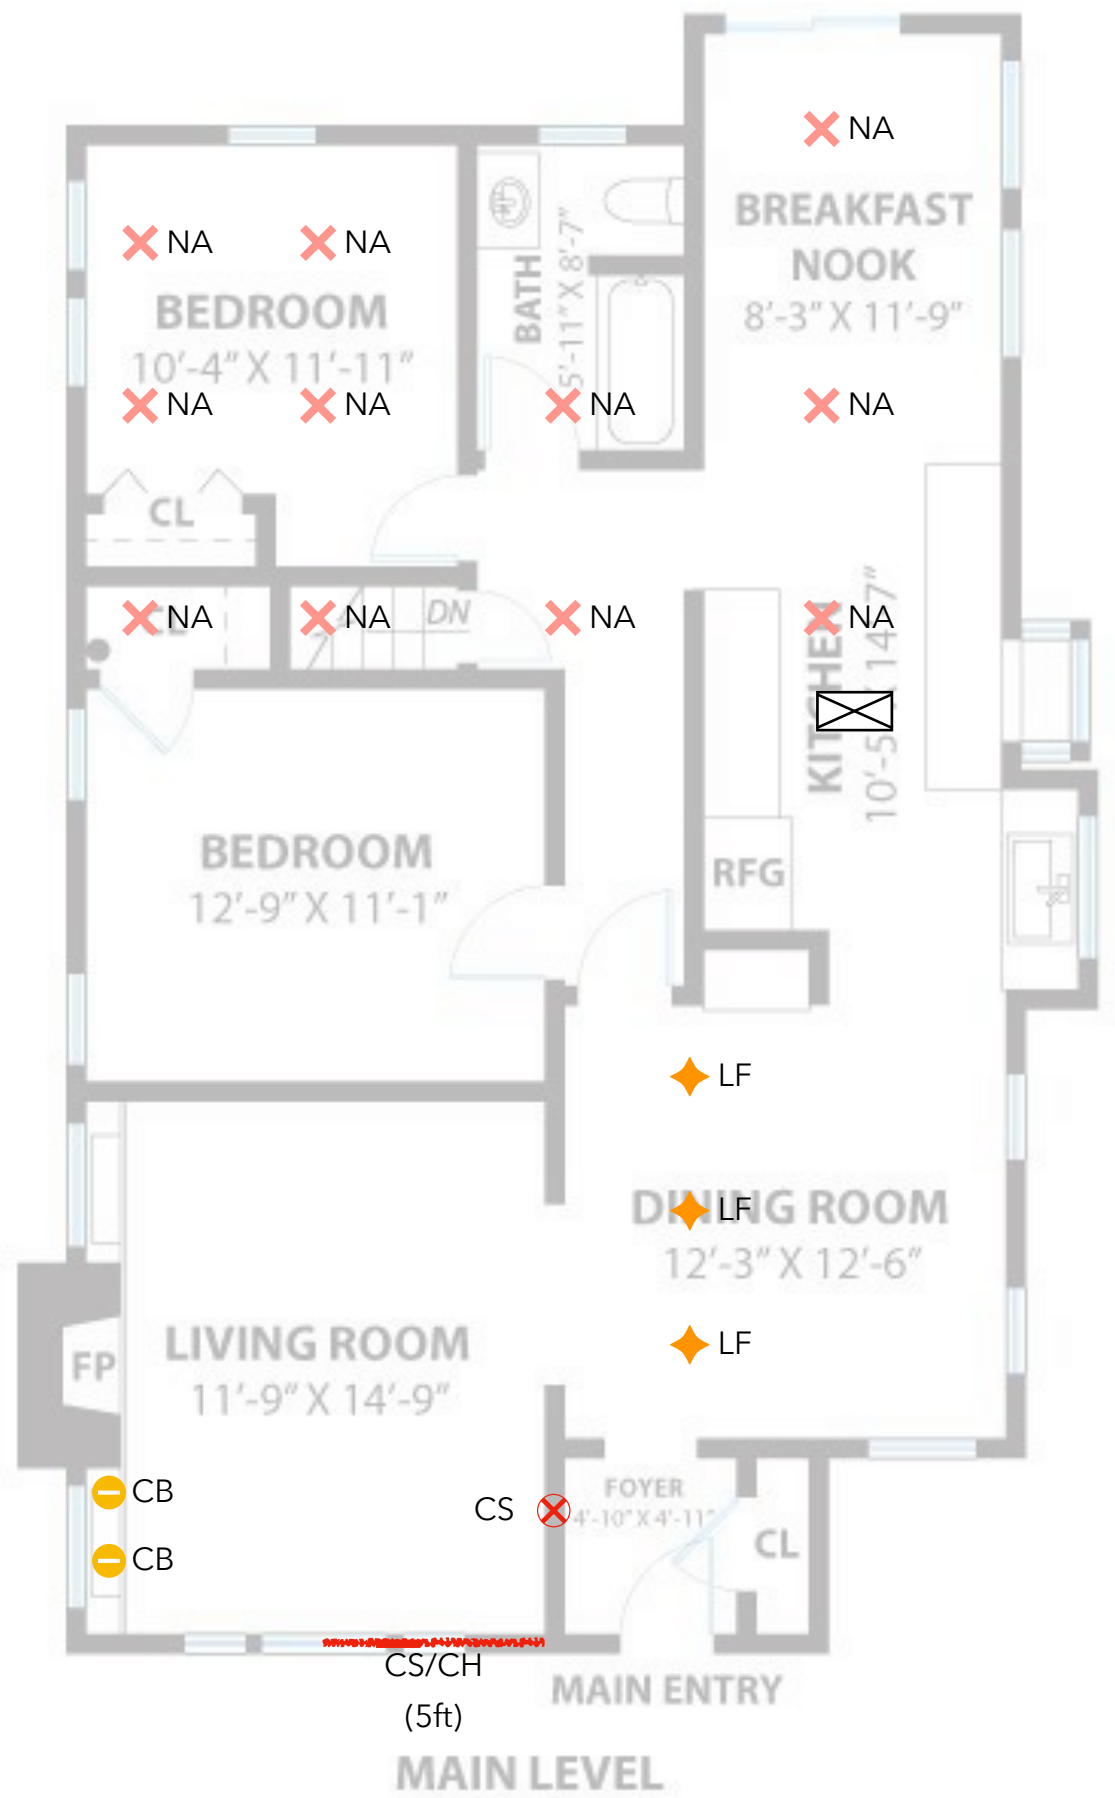 NA
BREAKFAST
NOOK
8'-3" X 11'-9"
NA NA
BEDROOM
10'-4" X 11'-11"
BATH
5'-11" X 8'-7"
NA NA NA NA
CL
NA NA DN NA NA
KITCHEN
BEDROOM
12'-9" X 11'-1"
RFG
LF
DINING ROOM
LF
12'-3" X 12'-6"
LF
LIVING ROOM
11'-9" X 14'-9"
FP
CB
CB
CS
FOYER
4'-10" X 4'-11"
CL
CS/CH
(5ft)
MAIN ENTRY
MAIN LEVEL